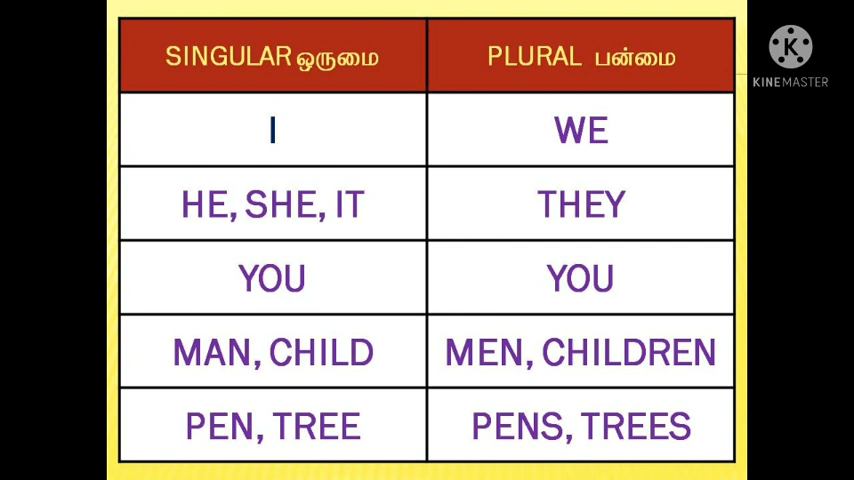 SINGULAR ஒருமை
PLURAL பன்மை
I
WE
HE, SHE, IT
THEY
YOU
YOU
MAN, CHILD
MEN, CHILDREN
PEN, TREE
PENS, TREES
K
KINEMASTER